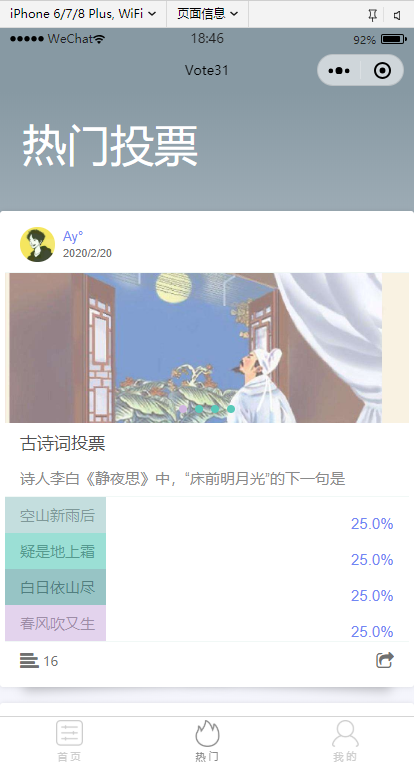 iPhone 6/7/8 Plus, WiFi 页面信息
WeChat 18:46 92%
Vote31
热门投票
Ay°
2020/2/20
古诗词投票
诗人李白《静夜思》中，“床前明月光”的下一句是
空山新雨后 25.0%
疑是地上霜 25.0%
白日依山尽 25.0%
春风吹又生 25.0%
16
首页 热门 我的